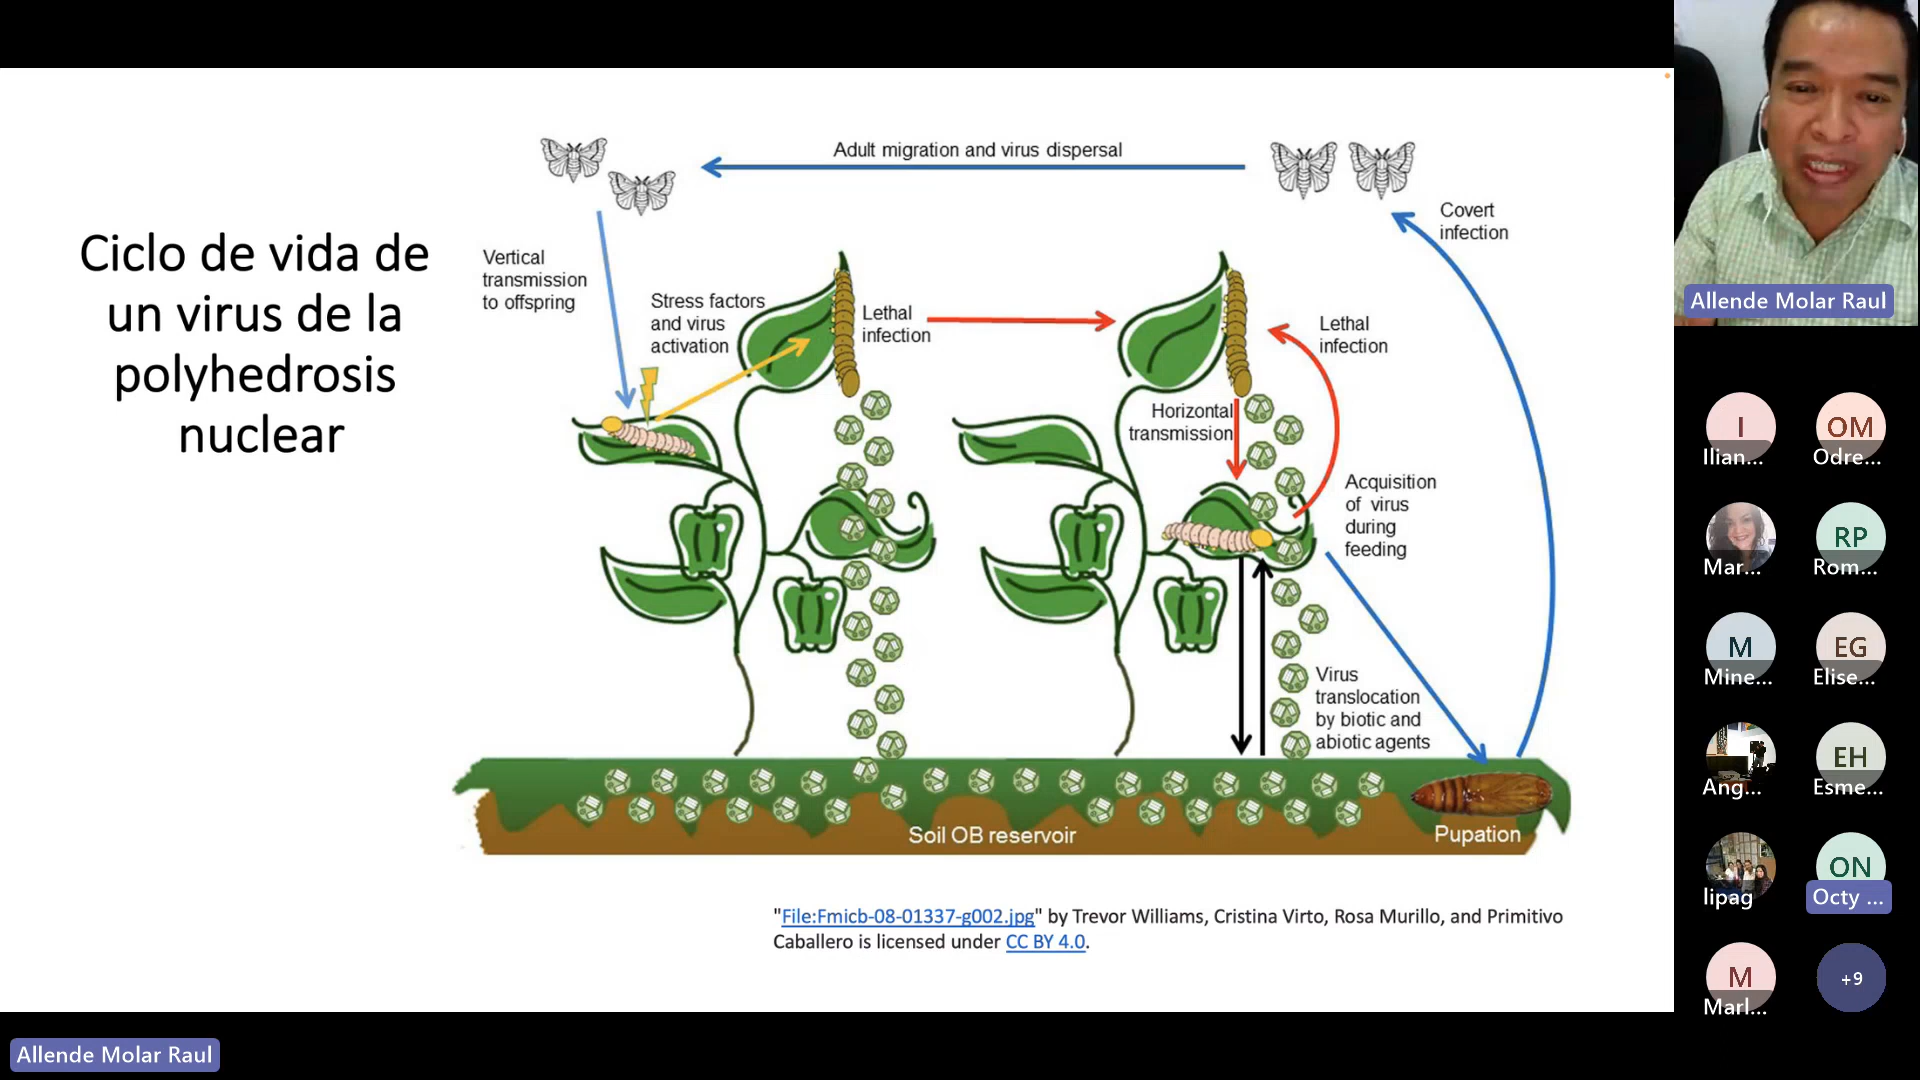 Ciclo de vida de
un virus de la
polyhedrosis
nuclear
Adult migration and virus dispersal
Covert
infection
Vertical
transmission
to offspring
Stress factors
and virus
activation
Lethal
infection
Lethal
infection
Horizontal
transmission
Acquisition
of virus
during
feeding
Virus
translocation
by biotic and
abiotic agents
Soil OB reservoir
Pupation
"File:Fmicb-08-01337-g002.jpg" by Trevor Williams, Cristina Virto, Rosa Murillo, and Primitivo
Caballero is licensed under CC BY 4.0.
Allende Molar Raul
I
Ilian...
OM
Odre...
Mar...
RP
Rom...
M
Mine...
EG
Elise...
Ang...
EH
Esme...
lipag
ON
Octy ...
M
Marl...
+9
Allende Molar Raul